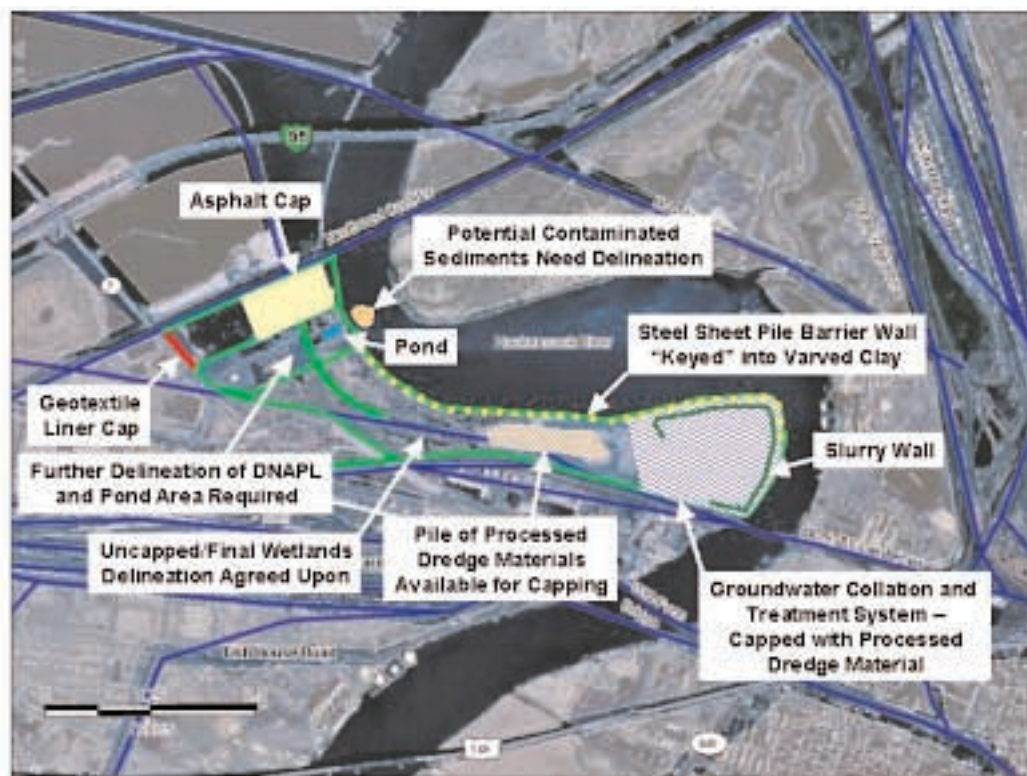 95
Asphalt Cap
Potential Contaminated
Sediments Need Delineation
Pond
Steel Sheet Pile Barrier Wall
"Keyed" into Varved Clay
Geotextile
Liner Cap
Slurry Wall
Further Delineation of DNAPL
and Pond Area Required
Uncapped/Final Wetlands
Delineation Agreed Upon
Pile of Processed
Dredge Materials
Available for Capping
Groundwater Collation and
Treatment System –
Capped with Processed
Dredge Material